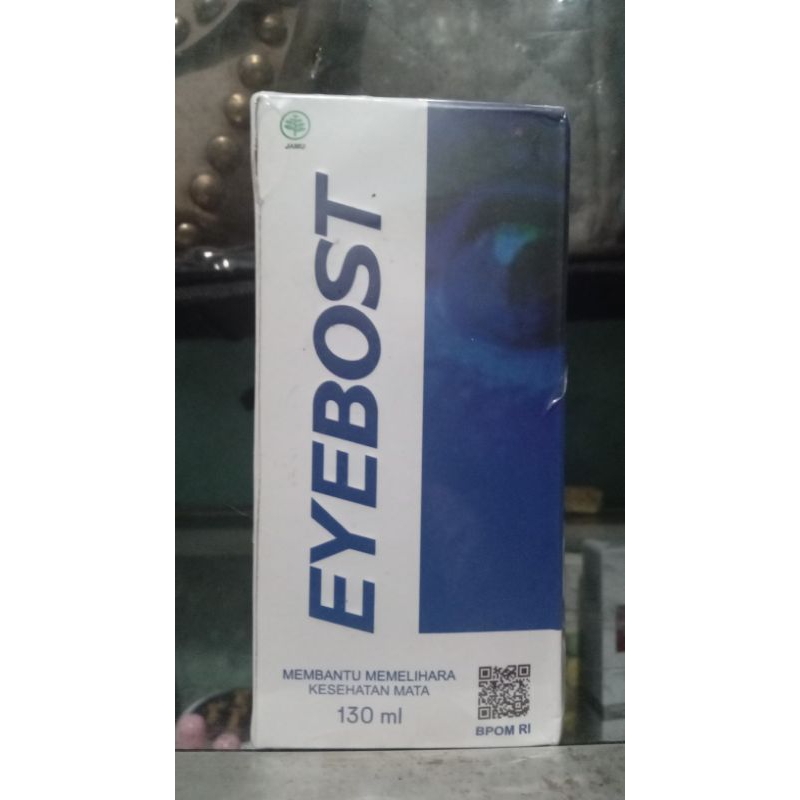 JAMU
EYEBOST
MEMBANTU MEMELIHARA
KESEHATAN MATA
130 ml
BPOM RI